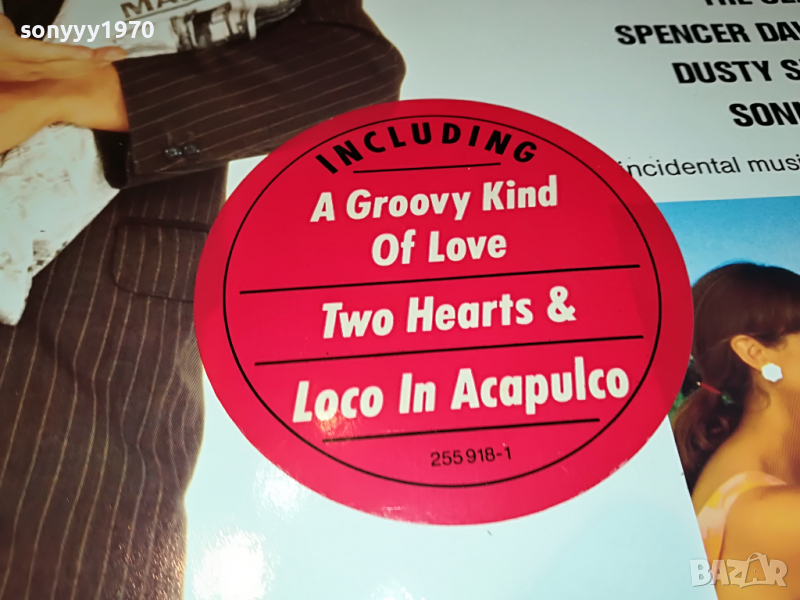 sonyyy1970
SPENCER DAV
DUSTY S
SONN
incidental musi
INCLUDING
A Groovy Kind
Of Love
Two Hearts &
Loco In Acapulco
255 918-1
BAZAR